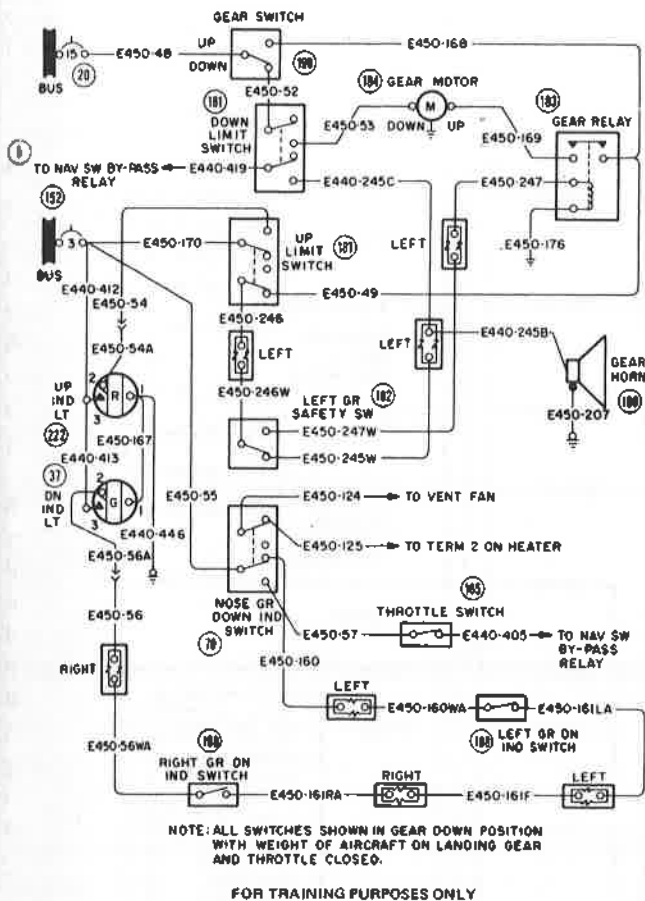 GEAR SWITCH
E450-48
UP
DOWN
E450-168
15
20
BUS
190
E450-52
184
GEAR MOTOR
181
DOWN
LIMIT
SWITCH
E450-53
M
DOWN
UP
183
GEAR RELAY
E450-169
6
TO NAV SW BY-PASS
RELAY
E440-419
E440-245C
E450-247
152
3
BUS
E450-170
UP
LIMIT
SWITCH
181
LEFT
E450-176
E440-412
E450-54
E450-49
E450-246
E450-54A
LEFT
LEFT
E440-245B
GEAR
HORN
UP
IND
LT
2
R
1
3
E450-246W
LEFT GR
SAFETY SW
182
E450-207
180
222
E450-167
E450-247W
E440-413
E450-245W
37
DN
IND
LT
2
G
1
3
E450-55
E450-124
TO VENT FAN
E450-56A
E440-446
E450-125
TO TERM 2 ON HEATER
E450-56
NOSE GR
DOWN IND
SWITCH
THROTTLE SWITCH
165
E450-57
E440-405
TO NAV SW
BY-PASS
RELAY
RIGHT
79
E450-160
LEFT
E450-160WA
E450-161LA
E450-56WA
188
LEFT GR DN
IND SWITCH
188
RIGHT GR DN
IND SWITCH
E450-161RA
RIGHT
E450-161F
LEFT
NOTE: ALL SWITCHES SHOWN IN GEAR DOWN POSITION
WITH WEIGHT OF AIRCRAFT ON LANDING GEAR
AND THROTTLE CLOSED.
FOR TRAINING PURPOSES ONLY